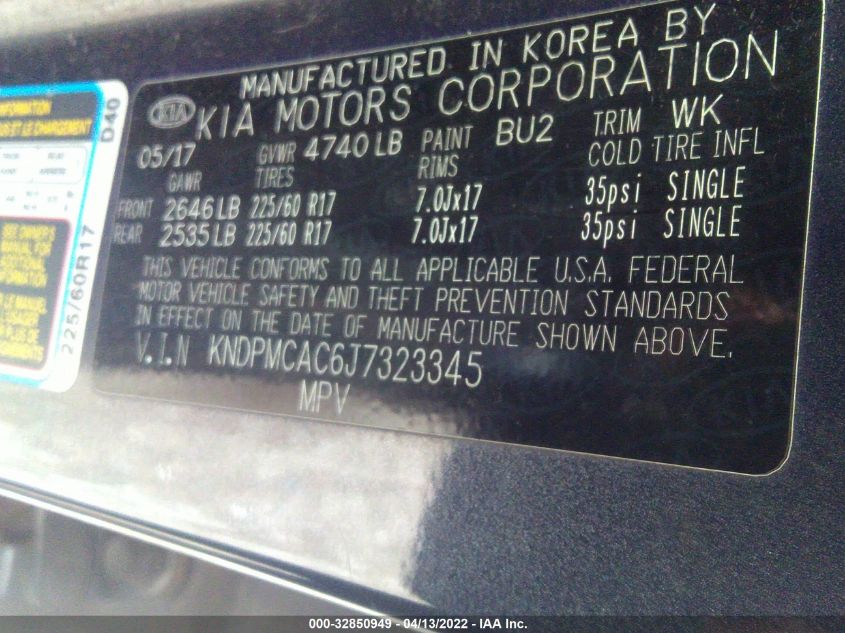 MANUFACTURED IN KOREA BY
KIA KIA MOTORS CORPORATION
05/17 GVWR 4740 LB PAINT BU2 TRIM WK
GAWR TIRES RIMS COLD TIRE INFL
FRONT 2646 LB 225/60 R17 7.0Jx17 35psi SINGLE
REAR 2535 LB 225/60 R17 7.0Jx17 35psi SINGLE
THIS VEHICLE CONFORMS TO ALL APPLICABLE U.S.A. FEDERAL
MOTOR VEHICLE SAFETY AND THEFT PREVENTION STANDARDS
IN EFFECT ON THE DATE OF MANUFACTURE SHOWN ABOVE.
V.I.N KNDPMCAC6J7323345
MPV
D40
225/60R17
INFORMATION
ET LE CHARGEMENT
000-32850949 - 04/13/2022 - IAA Inc.